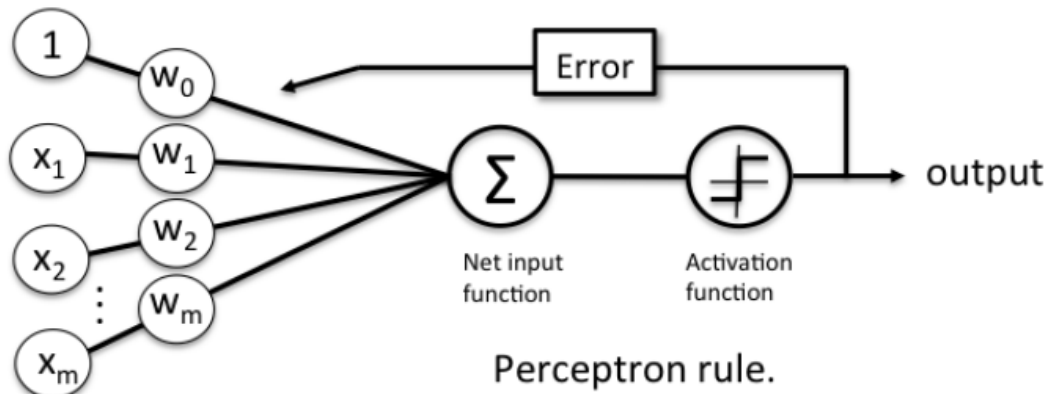 1
w₀
Error
x₁
w₁
Σ
output
x₂
w₂
Net input
function
Activation
function
⋮
wₘ
xₘ
Perceptron rule.